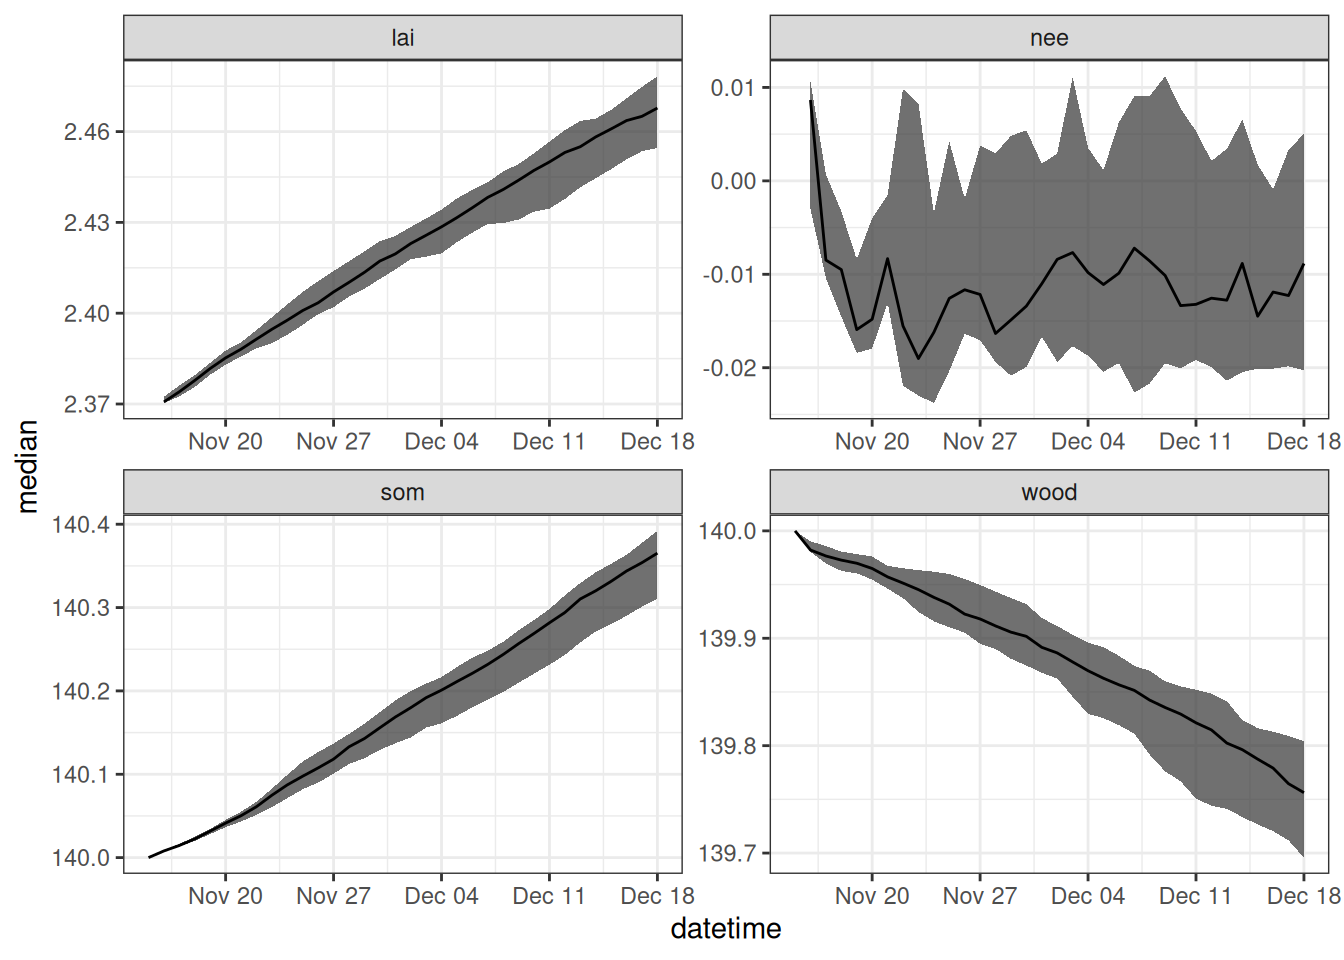 lai
nee
2.46
2.43
2.40
2.37
0.01
0.00
-0.01
-0.02
Nov 20 Nov 27 Dec 04 Dec 11 Dec 18
Nov 20 Nov 27 Dec 04 Dec 11 Dec 18
median
som
wood
140.4
140.3
140.2
140.1
140.0
140.0
139.9
139.8
139.7
Nov 20 Nov 27 Dec 04 Dec 11 Dec 18
Nov 20 Nov 27 Dec 04 Dec 11 Dec 18
datetime